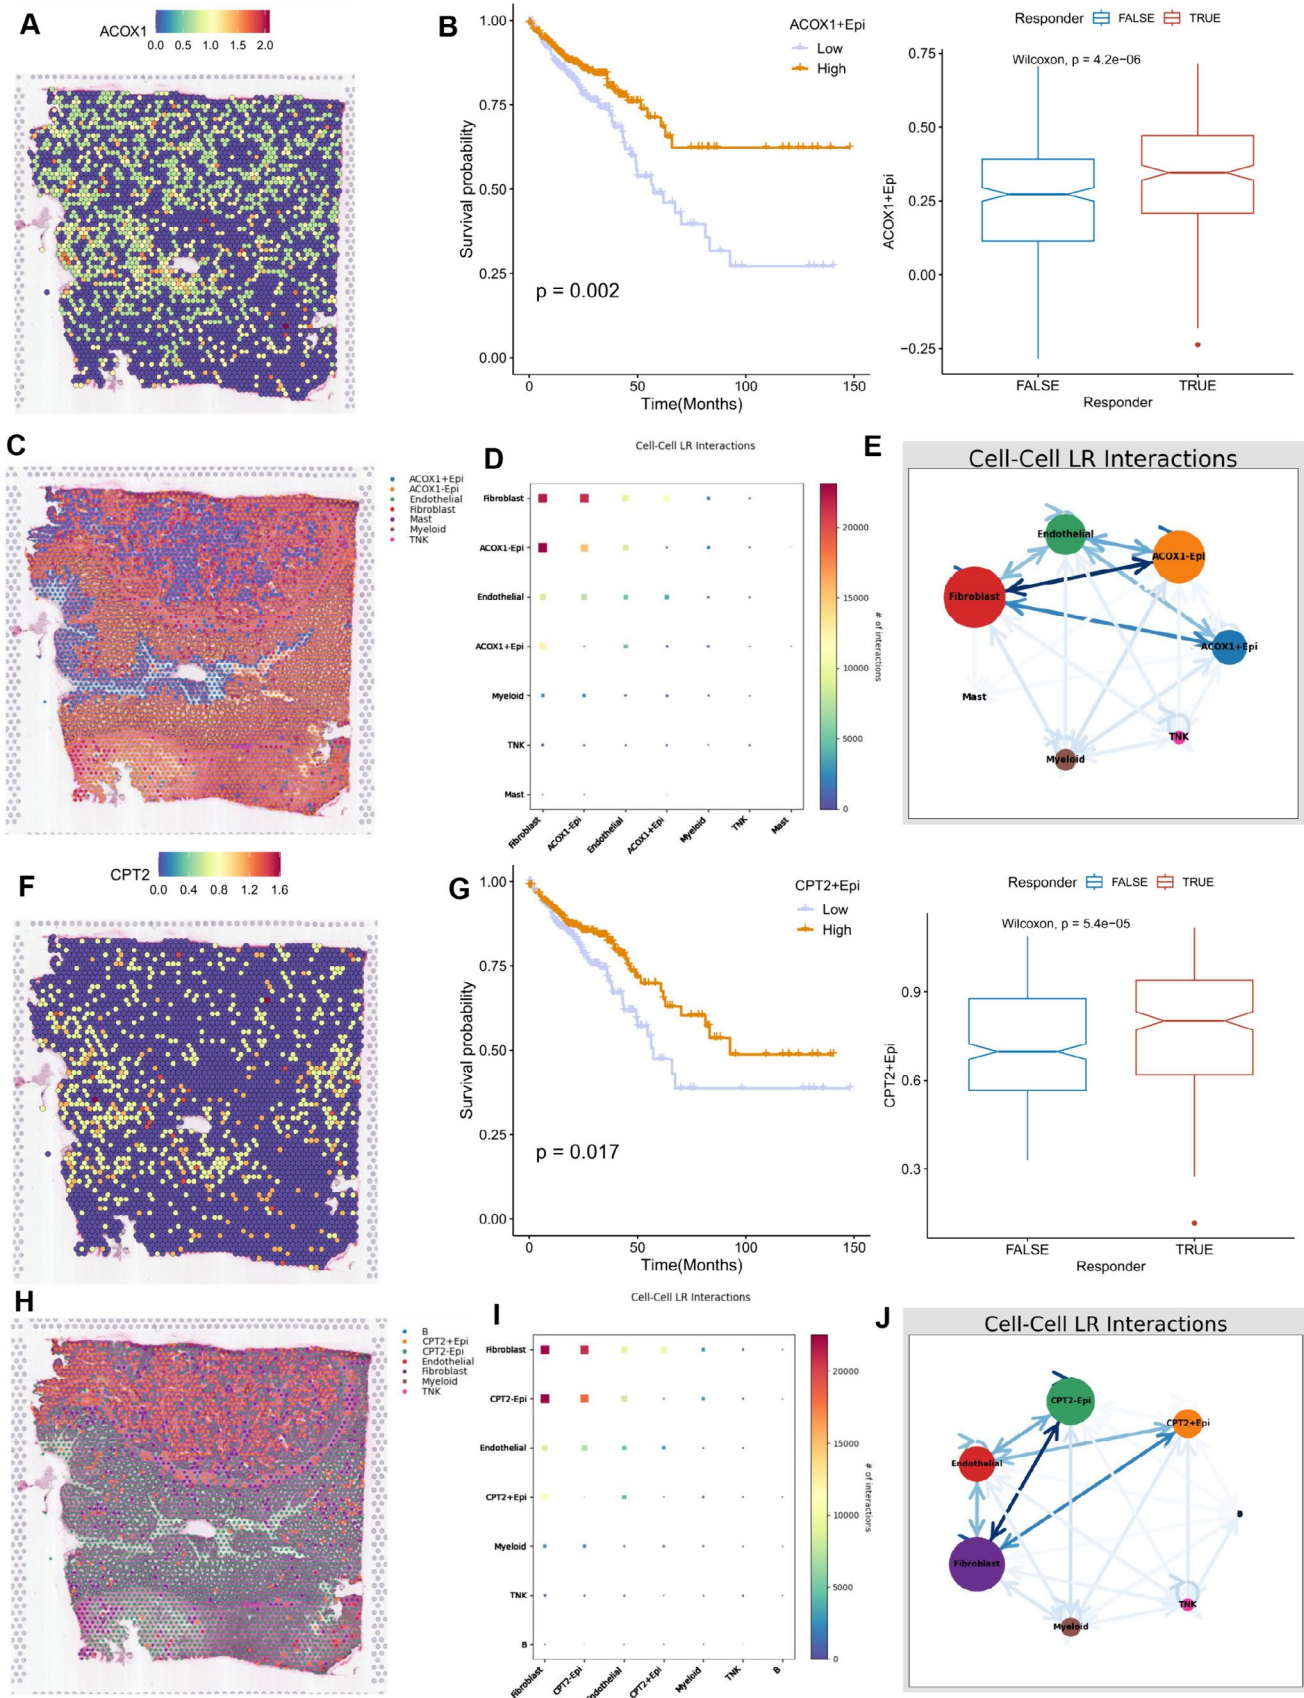 A
ACOX1
0.0 0.5 1.0 1.5 2.0
B
ACOX1+Epi
Low
High
1.00
0.75
0.50
0.25
0.00
Survival probability
p = 0.002
0 50 100 150
Time(Months)
Responder FALSE TRUE
Wilcoxon, p = 4.2e−06
0.75
0.50
0.25
0.00
−0.25
ACOX1+Epi
FALSE TRUE
Responder
C
ACOX1+Epi
ACOX1-Epi
Endothelial
Fibroblast
Mast
Myeloid
TNK
D
Cell-Cell LR Interactions
Fibroblast
ACOX1-Epi
Endothelial
ACOX1+Epi
Myeloid
TNK
Mast
Fibroblast ACOX1-Epi Endothelial ACOX1+Epi Myeloid TNK Mast
20000
15000
10000
5000
0
# of interactions
E
Cell-Cell LR Interactions
Endothelial
ACOX1-Epi
Fibroblast
ACOX1+Epi
Mast
TNK
Myeloid
F
CPT2
0.0 0.4 0.8 1.2 1.6
G
CPT2+Epi
Low
High
1.00
0.75
0.50
0.25
0.00
Survival probability
p = 0.017
0 50 100 150
Time(Months)
Responder FALSE TRUE
Wilcoxon, p = 5.4e−05
0.9
0.6
0.3
CPT2+Epi
FALSE TRUE
Responder
H
B
CPT2+Epi
CPT2-Epi
Endothelial
Fibroblast
Myeloid
TNK
I
Cell-Cell LR Interactions
Fibroblast
CPT2-Epi
Endothelial
CPT2+Epi
Myeloid
TNK
B
Fibroblast CPT2-Epi Endothelial CPT2+Epi Myeloid TNK B
20000
15000
10000
5000
0
# of interactions
J
Cell-Cell LR Interactions
CPT2-Epi
CPT2+Epi
Endothelial
B
Fibroblast
TNK
Myeloid